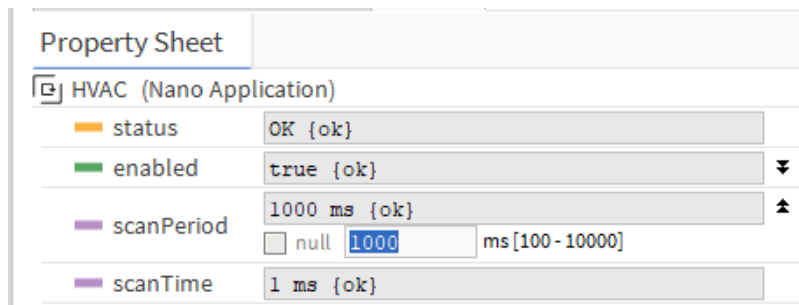 Property Sheet
HVAC (Nano Application)
status OK {ok}
enabled true {ok}
scanPeriod 1000 ms {ok}
null 1000 ms [100 - 10000]
scanTime 1 ms {ok}